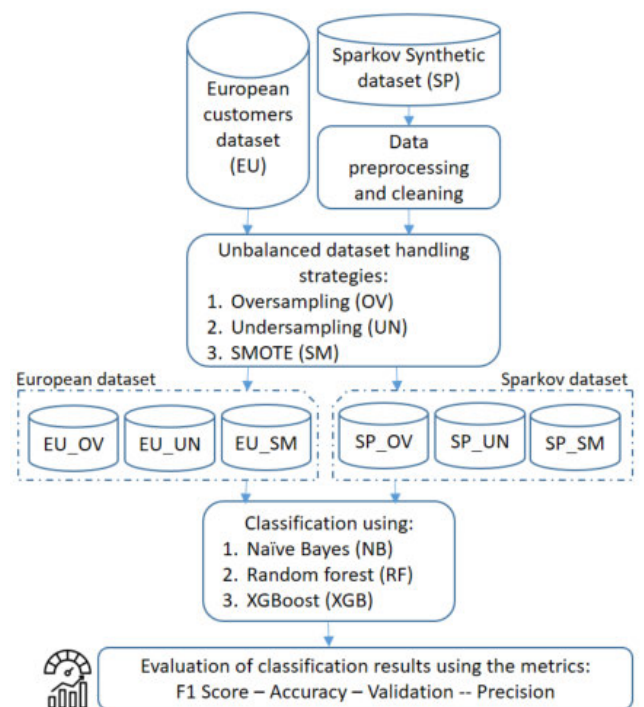 European
customers
dataset
(EU)
Sparkov Synthetic
dataset (SP)
Data
preprocessing
and cleaning
Unbalanced dataset handling
strategies:
1. Oversampling (OV)
2. Undersampling (UN)
3. SMOTE (SM)
European dataset
Sparkov dataset
EU_OV
EU_UN
EU_SM
SP_OV
SP_UN
SP_SM
Classification using:
1. Naïve Bayes (NB)
2. Random forest (RF)
3. XGBoost (XGB)
Evaluation of classification results using the metrics:
F1 Score – Accuracy – Validation -- Precision